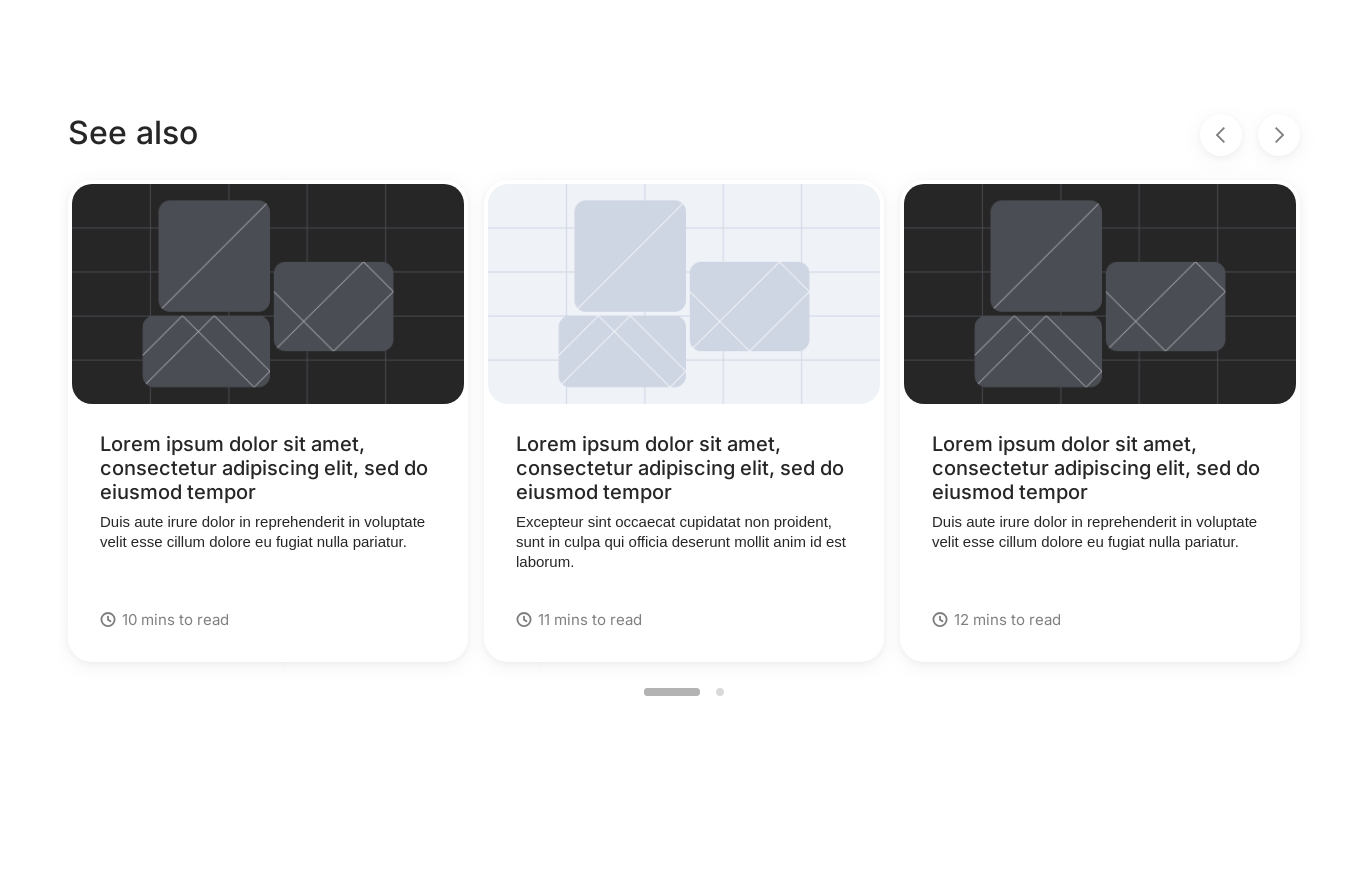 See also
Lorem ipsum dolor sit amet,
consectetur adipiscing elit, sed do
eiusmod tempor
Duis aute irure dolor in reprehenderit in voluptate
velit esse cillum dolore eu fugiat nulla pariatur.
10 mins to read
Lorem ipsum dolor sit amet,
consectetur adipiscing elit, sed do
eiusmod tempor
Excepteur sint occaecat cupidatat non proident,
sunt in culpa qui officia deserunt mollit anim id est
laborum.
11 mins to read
Lorem ipsum dolor sit amet,
consectetur adipiscing elit, sed do
eiusmod tempor
Duis aute irure dolor in reprehenderit in voluptate
velit esse cillum dolore eu fugiat nulla pariatur.
12 mins to read